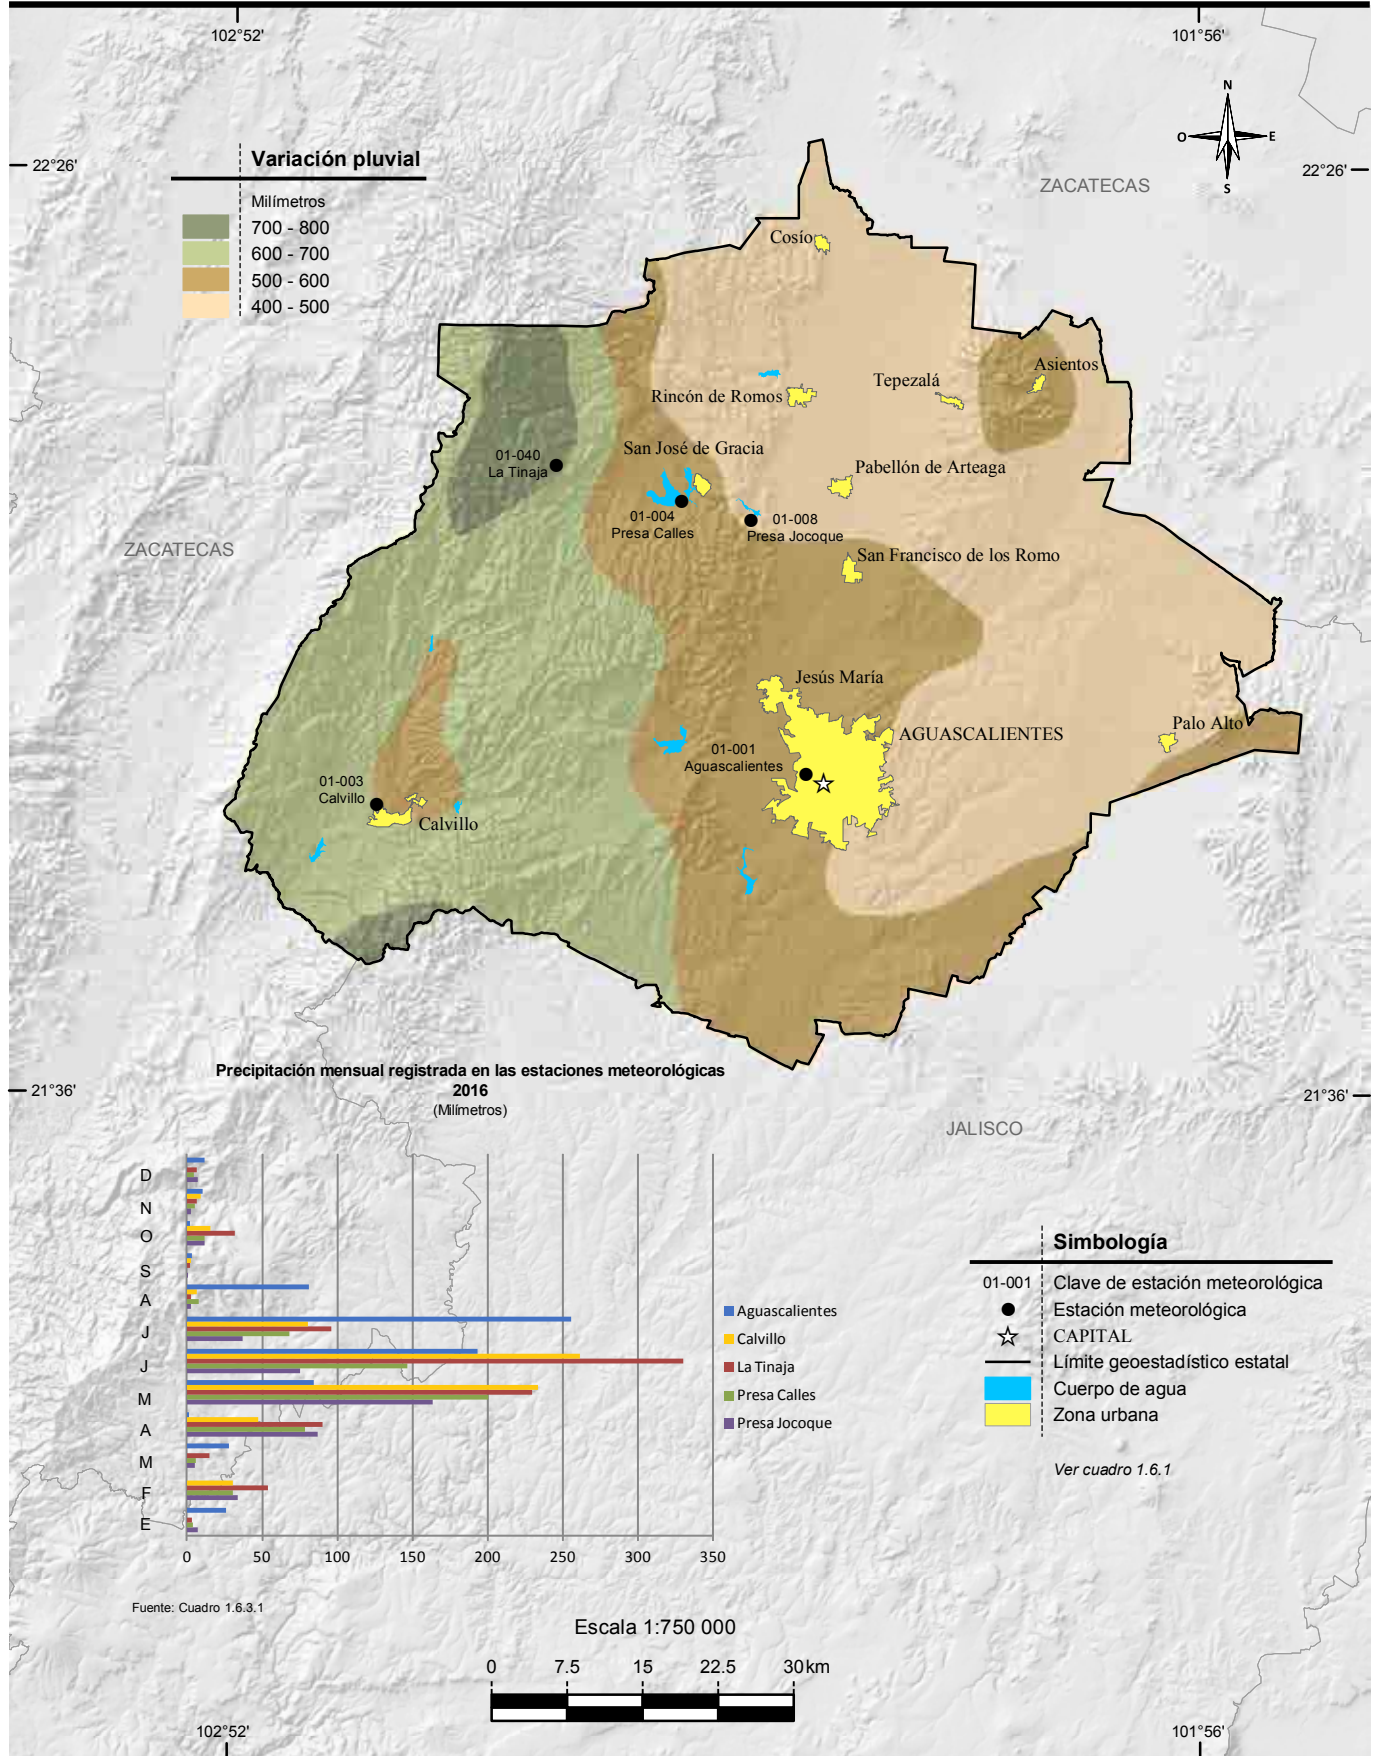 102°52'
101°56'
N
O
E
S
22°26'
22°26'
Variación pluvial
Milímetros
700 - 800
600 - 700
500 - 600
400 - 500
ZACATECAS
Cosío
Asientos
Tepezalá
Rincón de Romos
San José de Gracia
01-040
La Tinaja
Pabellón de Arteaga
01-004
Presa Calles
01-008
Presa Jocoque
ZACATECAS
San Francisco de los Romo
Jesús María
Palo Alto
AGUASCALIENTES
01-001
Aguascalientes
01-003
Calvillo
Calvillo
Precipitación mensual registrada en las estaciones meteorológicas
2016
(Milímetros)
21°36'
21°36'
JALISCO
D
N
O
S
A
J
J
M
A
M
F
E
0 50 100 150 200 250 300 350
Aguascalientes
Calvillo
La Tinaja
Presa Calles
Presa Jocoque
Simbología
01-001 Clave de estación meteorológica
Estación meteorológica
CAPITAL
Límite geoestadístico estatal
Cuerpo de agua
Zona urbana
Ver cuadro 1.6.1
Fuente: Cuadro 1.6.3.1
Escala 1:750 000
0 7.5 15 22.5 30 km
102°52'
101°56'